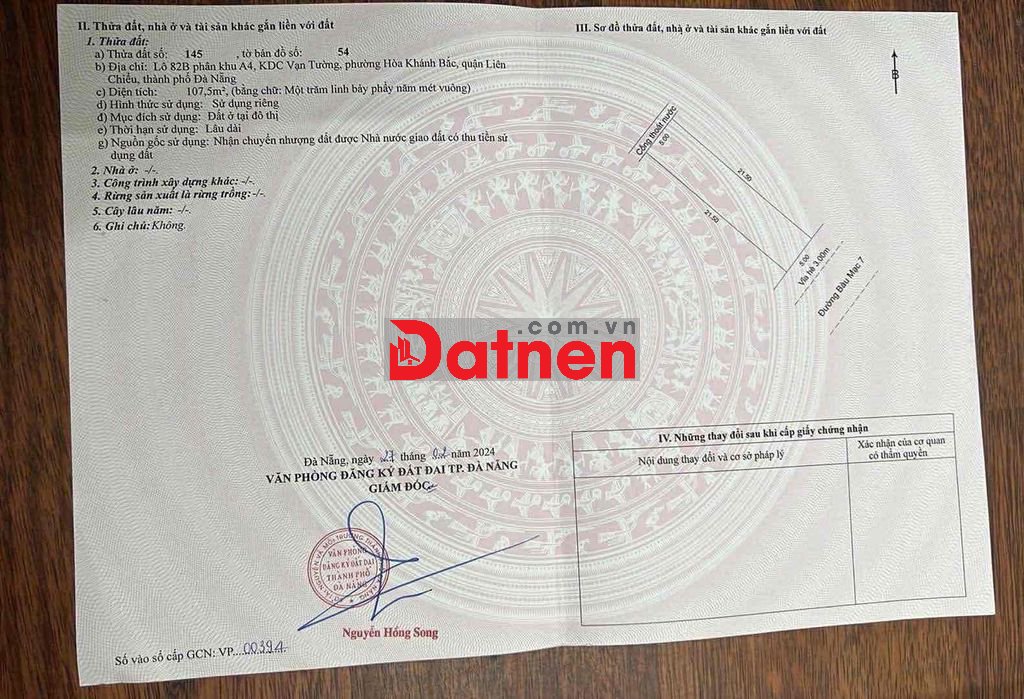 II. Thửa đất, nhà ở và tài sản khác gắn liền với đất
1. Thửa đất:
a) Thửa đất số: 145 , tờ bản đồ số: 54
b) Địa chỉ: Lô 82B phân khu A4, KDC Vạn Tường, phường Hòa Khánh Bắc, quận Liên
Chiểu, thành phố Đà Nẵng
c) Diện tích: 107,5m², (bằng chữ: Một trăm linh bảy phẩy năm mét vuông)
d) Hình thức sử dụng: Sử dụng riêng
đ) Mục đích sử dụng: Đất ở tại đô thị
e) Thời hạn sử dụng: Lâu dài
g) Nguồn gốc sử dụng: Nhận chuyển nhượng đất được Nhà nước giao đất có thu tiền sử
dụng đất
2. Nhà ở: -/-.
3. Công trình xây dựng khác: -/-.
4. Rừng sản xuất là rừng trồng: -/-.
5. Cây lâu năm: -/-.
6. Ghi chú: Không.
Đà Nẵng, ngày 27 tháng 02 năm 2024
VĂN PHÒNG ĐĂNG KÝ ĐẤT ĐAI TP. ĐÀ NẴNG
GIÁM ĐỐC
VĂN PHÒNG
ĐĂNG KÝ ĐẤT ĐAI
THÀNH PHỐ
ĐÀ NẴNG
Nguyễn Hồng Song
Số vào sổ cấp GCN: VP....00391
III. Sơ đồ thửa đất, nhà ở và tài sản khác gắn liền với đất
B
Cống thoát nước
5.00
21.50
21.50
5.00
Vỉa hè 3.00m
Đường Bàu Mạc 7
.com.vn
Datnen
IV. Những thay đổi sau khi cấp giấy chứng nhận
Nội dung thay đổi và cơ sở pháp lý
Xác nhận của cơ quan
có thẩm quyền